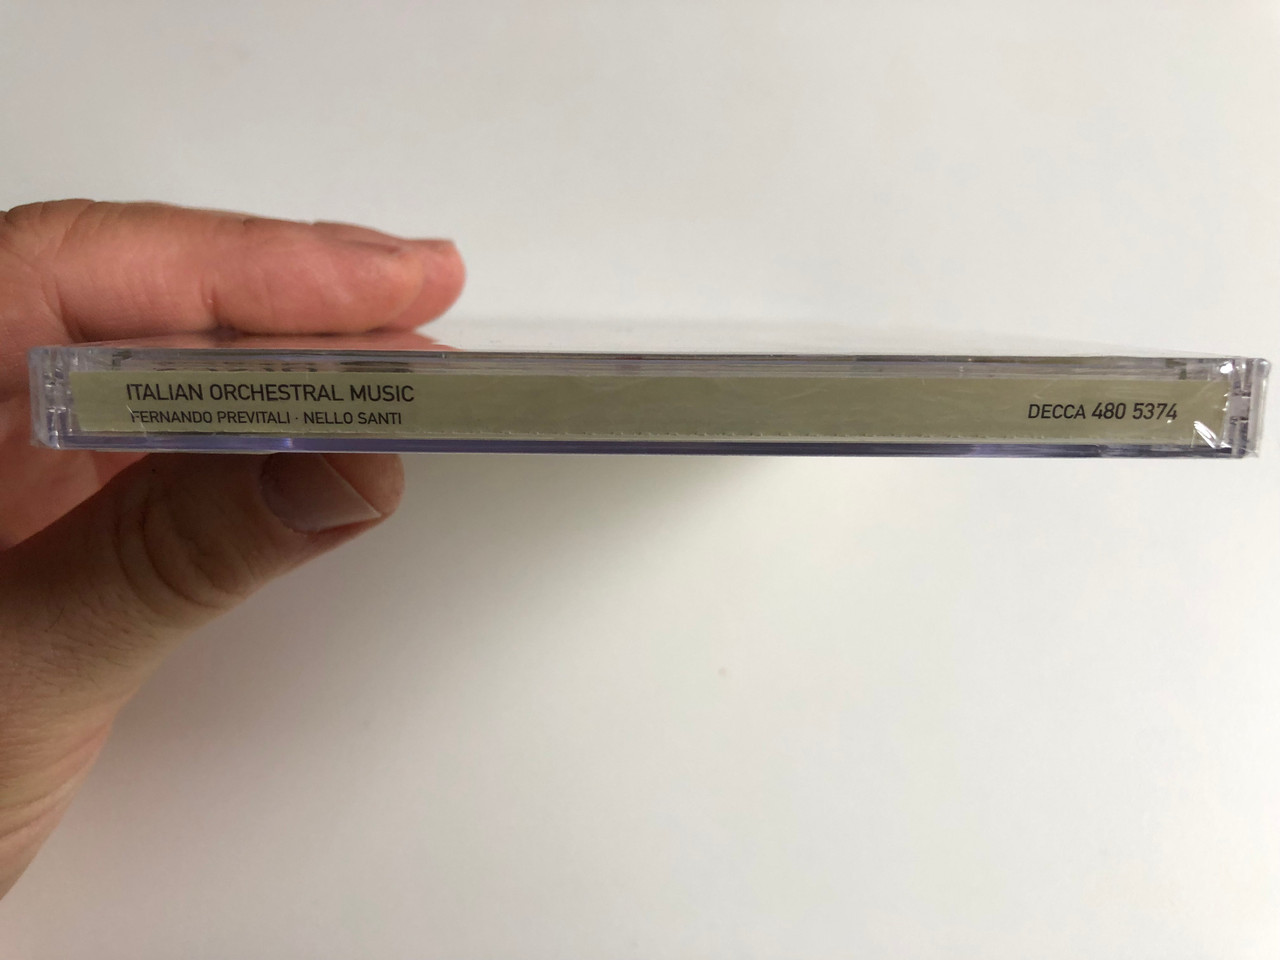 ITALIAN ORCHESTRAL MUSIC
FERNANDO PREVITALI · NELLO SANTI
DECCA 480 5374